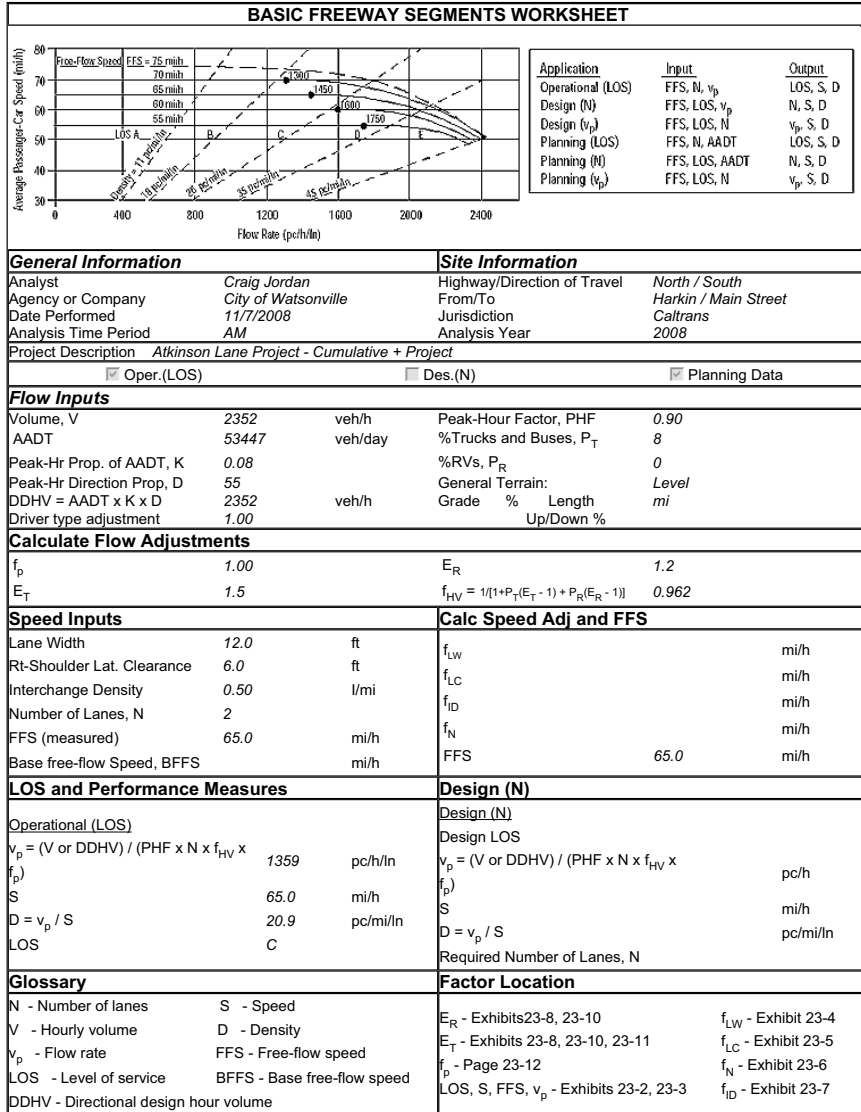 BASIC FREEWAY SEGMENTS WORKSHEET
Average Passenger-Car Speed (mi/h)
80
70
60
50
40
30
Free-Flow Speed, FFS = 75 mi/h
70 mi/h
65 mi/h
60 mi/h
55 mi/h
1300
1450
1600
1750
LOS A B C D E
Density = 11 pc/mi/ln
18 pc/mi/ln
26 pc/mi/ln
35 pc/mi/ln
45 pc/mi/ln
0 400 800 1200 1600 2000 2400
Flow Rate (pc/h/ln)
Application Input Output
Operational (LOS) FFS, N, vp LOS, S, D
Design (N) FFS, LOS, vp N, S, D
Design (vp) FFS, LOS, N vp, S, D
Planning (LOS) FFS, N, AADT LOS, S, D
Planning (N) FFS, LOS, AADT N, S, D
Planning (vp) FFS, LOS, N vp, S, D
General Information Site Information
Analyst Craig Jordan Highway/Direction of Travel North / South
Agency or Company City of Watsonville From/To Harkin / Main Street
Date Performed 11/7/2008 Jurisdiction Caltrans
Analysis Time Period AM Analysis Year 2008
Project Description Atkinson Lane Project - Cumulative + Project
Oper.(LOS) Des.(N) Planning Data
Flow Inputs
Volume, V 2352 veh/h Peak-Hour Factor, PHF 0.90
AADT 53447 veh/day %Trucks and Buses, PT 8
Peak-Hr Prop. of AADT, K 0.08 %RVs, PR 0
Peak-Hr Direction Prop, D 55 General Terrain: Level
DDHV = AADT x K x D 2352 veh/h Grade % Length mi
Driver type adjustment 1.00 Up/Down %
Calculate Flow Adjustments
fp 1.00 ER 1.2
ET 1.5 fHV = 1/[1+PT(ET - 1) + PR(ER - 1)] 0.962
Speed Inputs Calc Speed Adj and FFS
Lane Width 12.0 ft
Rt-Shoulder Lat. Clearance 6.0 ft
Interchange Density 0.50 I/mi
Number of Lanes, N 2
FFS (measured) 65.0 mi/h
Base free-flow Speed, BFFS mi/h
fLW mi/h
fLC mi/h
fID mi/h
fN mi/h
FFS 65.0 mi/h
LOS and Performance Measures Design (N)
Operational (LOS)
vp = (V or DDHV) / (PHF x N x fHV x
fp) 1359 pc/h/ln
S 65.0 mi/h
D = vp / S 20.9 pc/mi/ln
LOS C
Design (N)
Design LOS
vp = (V or DDHV) / (PHF x N x fHV x
fp) pc/h
S mi/h
D = vp / S pc/mi/ln
Required Number of Lanes, N
Glossary Factor Location
N - Number of lanes S - Speed
V - Hourly volume D - Density
vp - Flow rate FFS - Free-flow speed
LOS - Level of service BFFS - Base free-flow speed
DDHV - Directional design hour volume
ER - Exhibits23-8, 23-10 fLW - Exhibit 23-4
ET - Exhibits 23-8, 23-10, 23-11 fLC - Exhibit 23-5
fp - Page 23-12 fN - Exhibit 23-6
LOS, S, FFS, vp - Exhibits 23-2, 23-3 fID - Exhibit 23-7